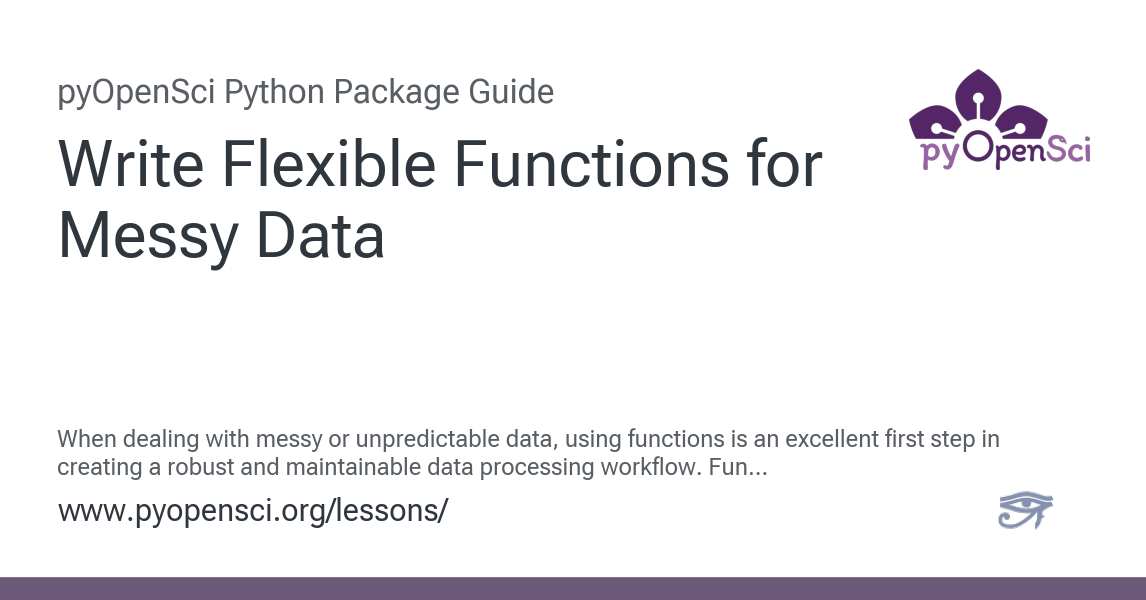 pyOpenSci Python Package Guide
Write Flexible Functions for
Messy Data
pyOpenSci
When dealing with messy or unpredictable data, using functions is an excellent first step in
creating a robust and maintainable data processing workflow. Fun...
www.pyopensci.org/lessons/